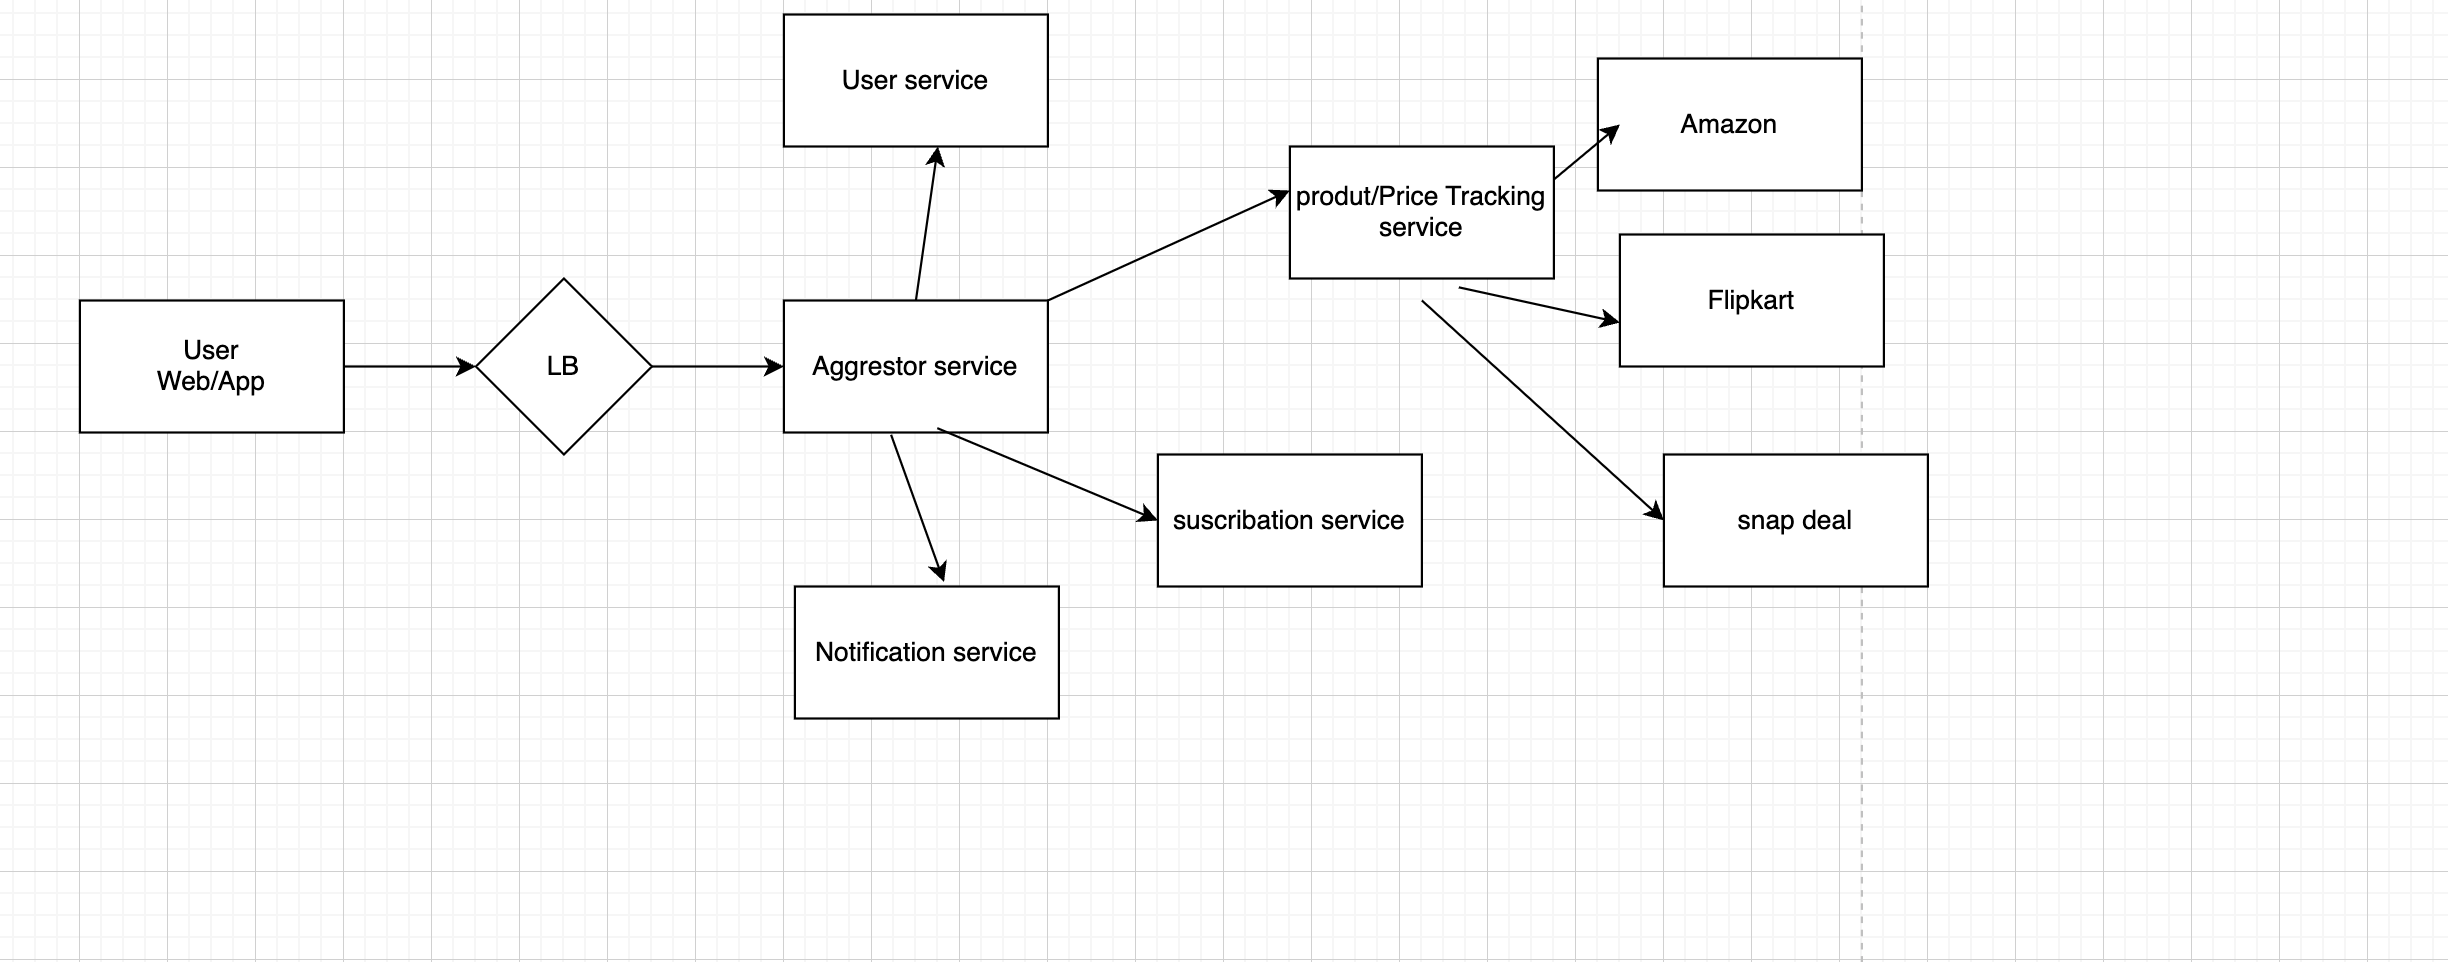 User service
Amazon
produt/Price Tracking
service
Flipkart
User
Web/App
LB
Aggrestor service
suscribation service
snap deal
Notification service